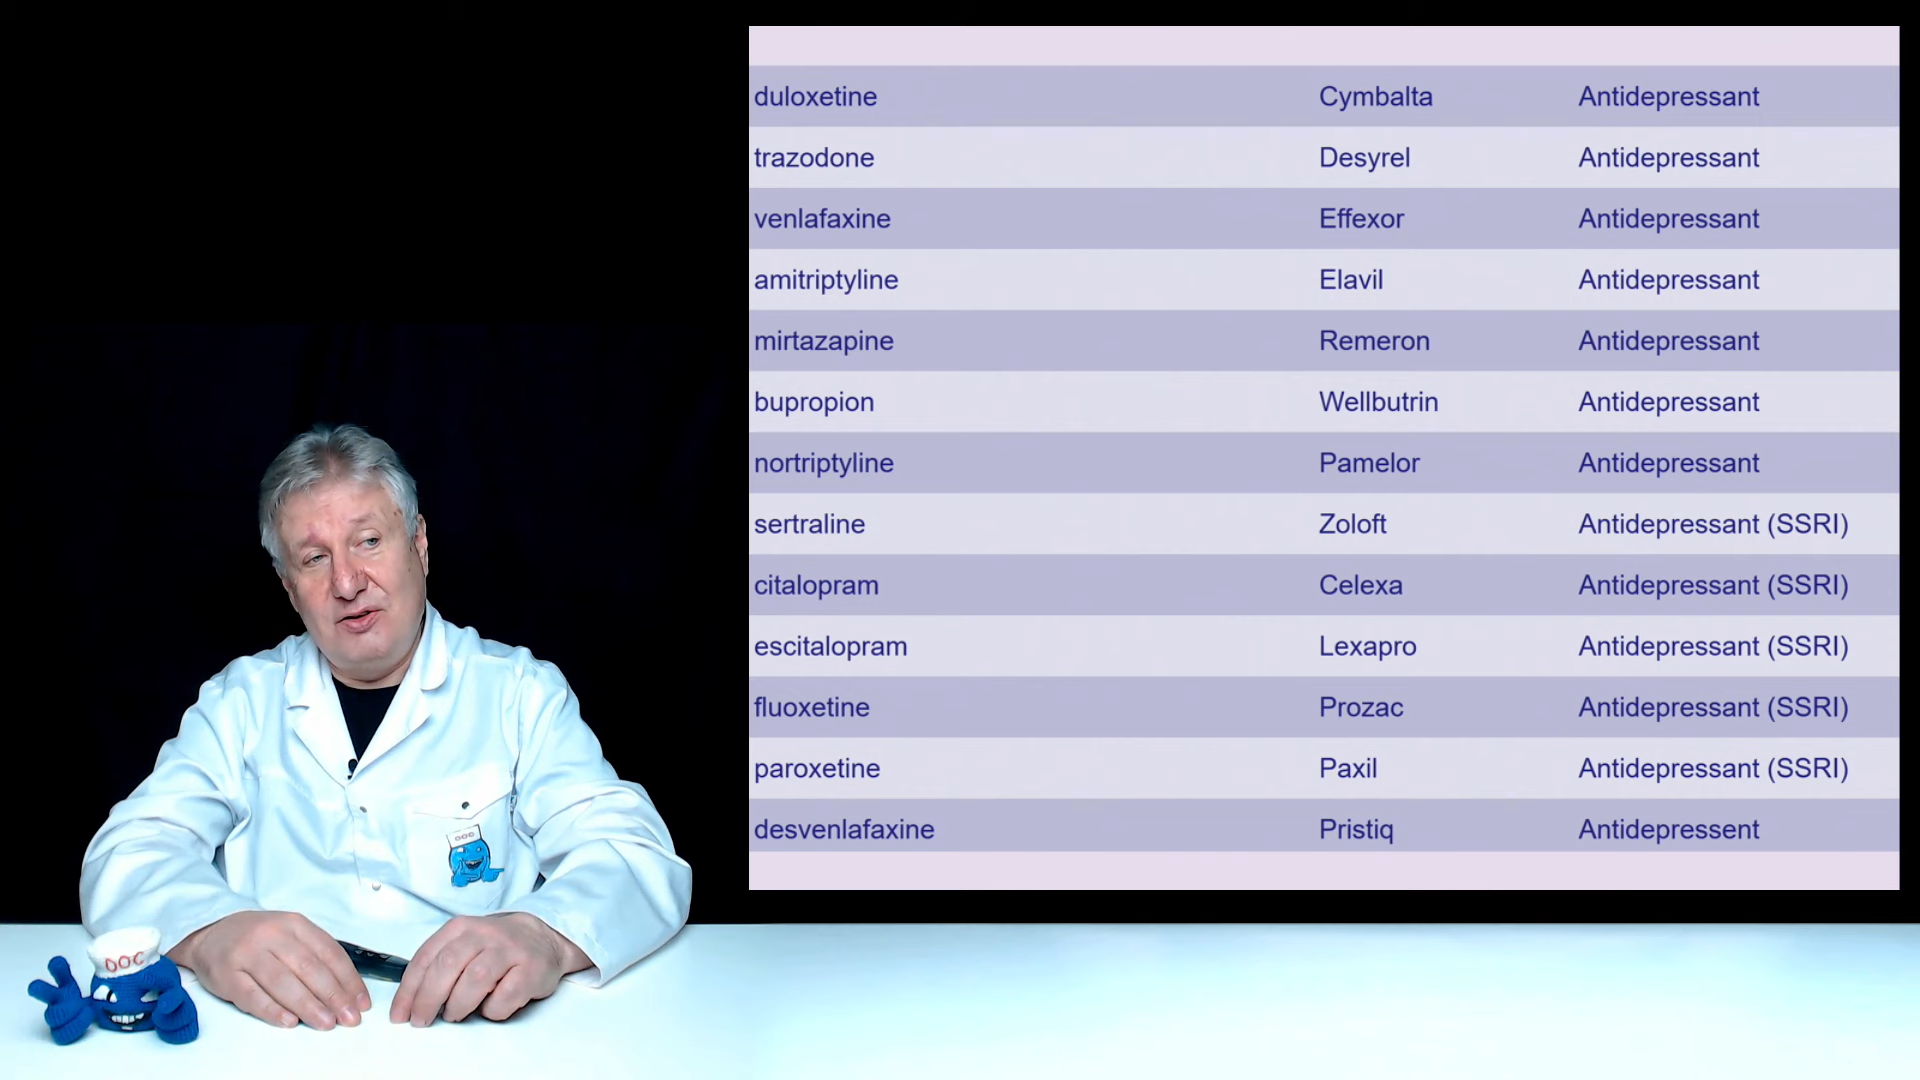 duloxetine Cymbalta Antidepressant
trazodone Desyrel Antidepressant
venlafaxine Effexor Antidepressant
amitriptyline Elavil Antidepressant
mirtazapine Remeron Antidepressant
bupropion Wellbutrin Antidepressant
nortriptyline Pamelor Antidepressant
sertraline Zoloft Antidepressant (SSRI)
citalopram Celexa Antidepressant (SSRI)
escitalopram Lexapro Antidepressant (SSRI)
fluoxetine Prozac Antidepressant (SSRI)
paroxetine Paxil Antidepressant (SSRI)
desvenlafaxine Pristiq Antidepressent
DOC
DOC